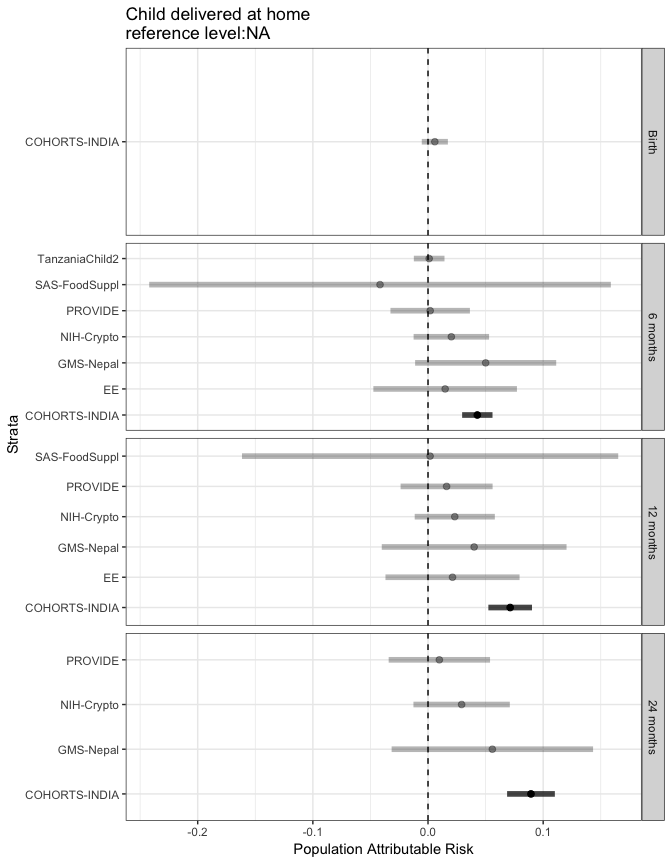 Child delivered at home
reference level:NA
Strata
COHORTS-INDIA
Birth
TanzaniaChild2
SAS-FoodSuppl
PROVIDE
NIH-Crypto
GMS-Nepal
EE
COHORTS-INDIA
6 months
SAS-FoodSuppl
PROVIDE
NIH-Crypto
GMS-Nepal
EE
COHORTS-INDIA
12 months
PROVIDE
NIH-Crypto
GMS-Nepal
COHORTS-INDIA
24 months
-0.2 -0.1 0.0 0.1
Population Attributable Risk